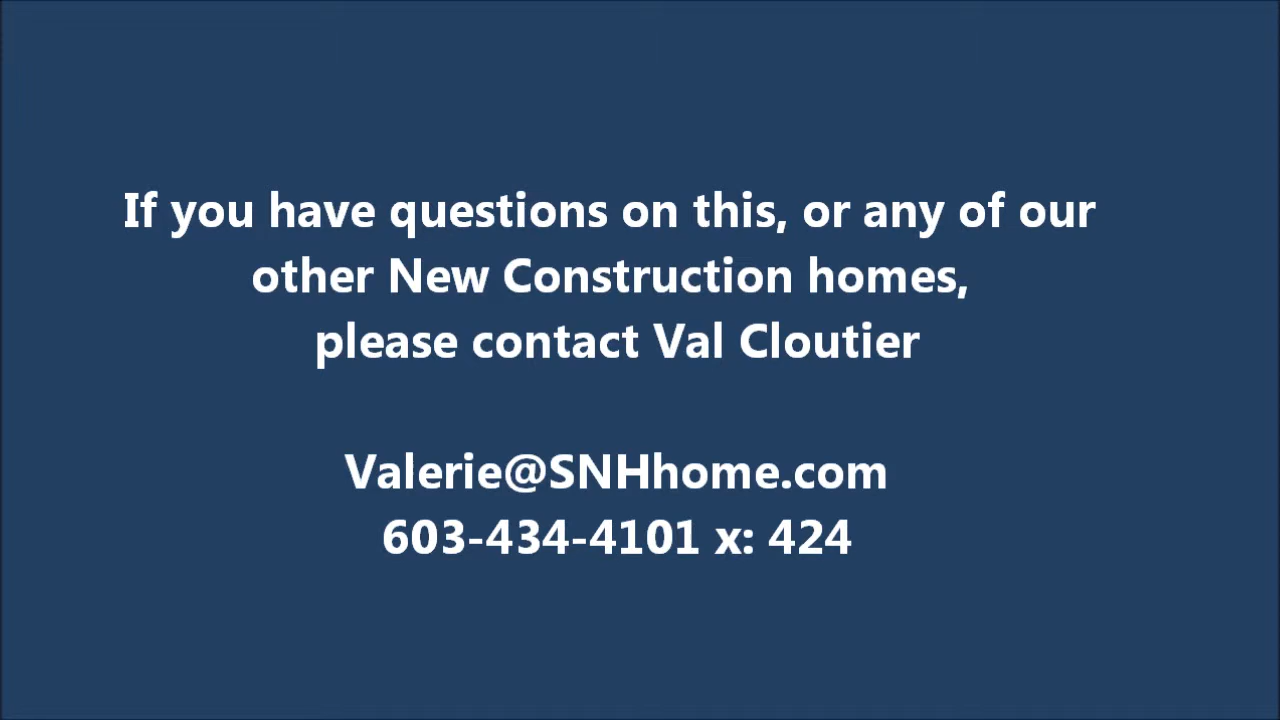 If you have questions on this, or any of our
other New Construction homes,
please contact Val Cloutier
Valerie@SNHhome.com
603-434-4101 x: 424